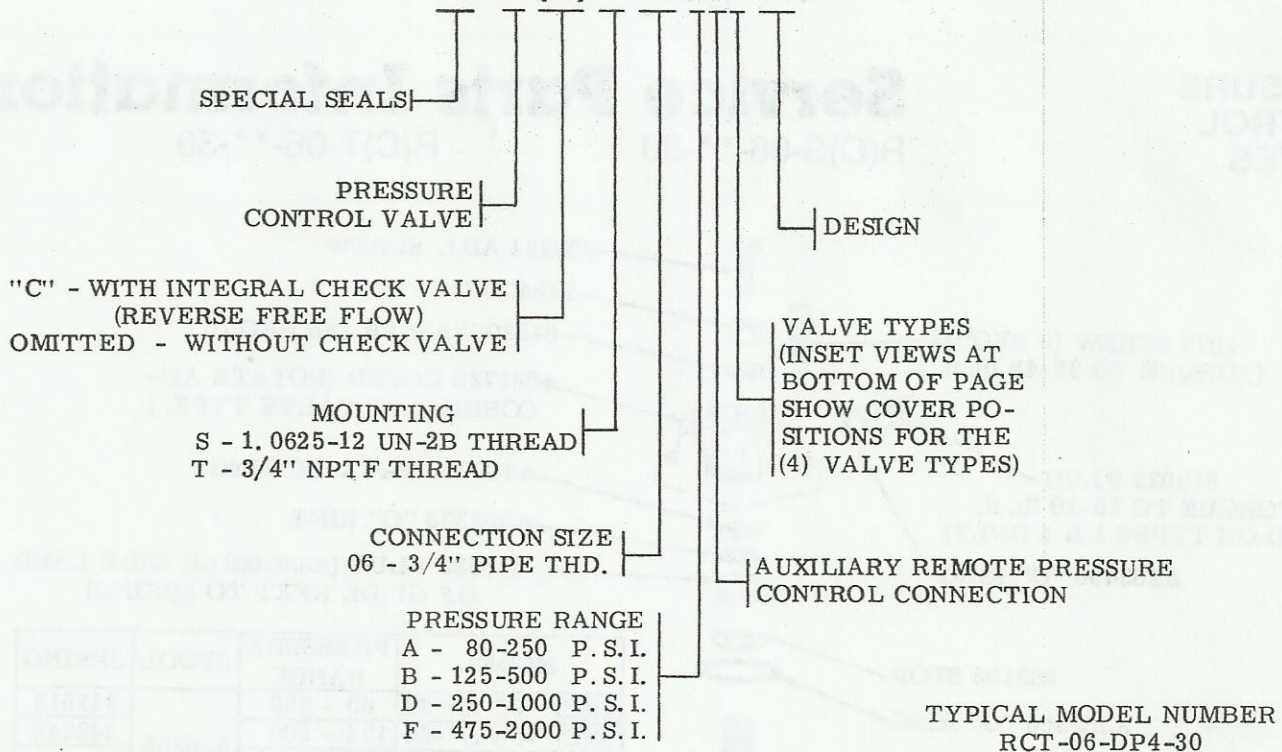 SPECIAL SEALS
PRESSURE
CONTROL VALVE
"C" - WITH INTEGRAL CHECK VALVE
(REVERSE FREE FLOW)
OMITTED - WITHOUT CHECK VALVE
MOUNTING
S - 1.0625-12 UN-2B THREAD
T - 3/4" NPTF THREAD
CONNECTION SIZE
06 - 3/4" PIPE THD.
PRESSURE RANGE
A - 80-250 P.S.I.
B - 125-500 P.S.I.
D - 250-1000 P.S.I.
F - 475-2000 P.S.I.
DESIGN
VALVE TYPES
(INSET VIEWS AT
BOTTOM OF PAGE
SHOW COVER PO-
SITIONS FOR THE
(4) VALVE TYPES)
AUXILIARY REMOTE PRESSURE
CONTROL CONNECTION
TYPICAL MODEL NUMBER
RCT-06-DP4-30